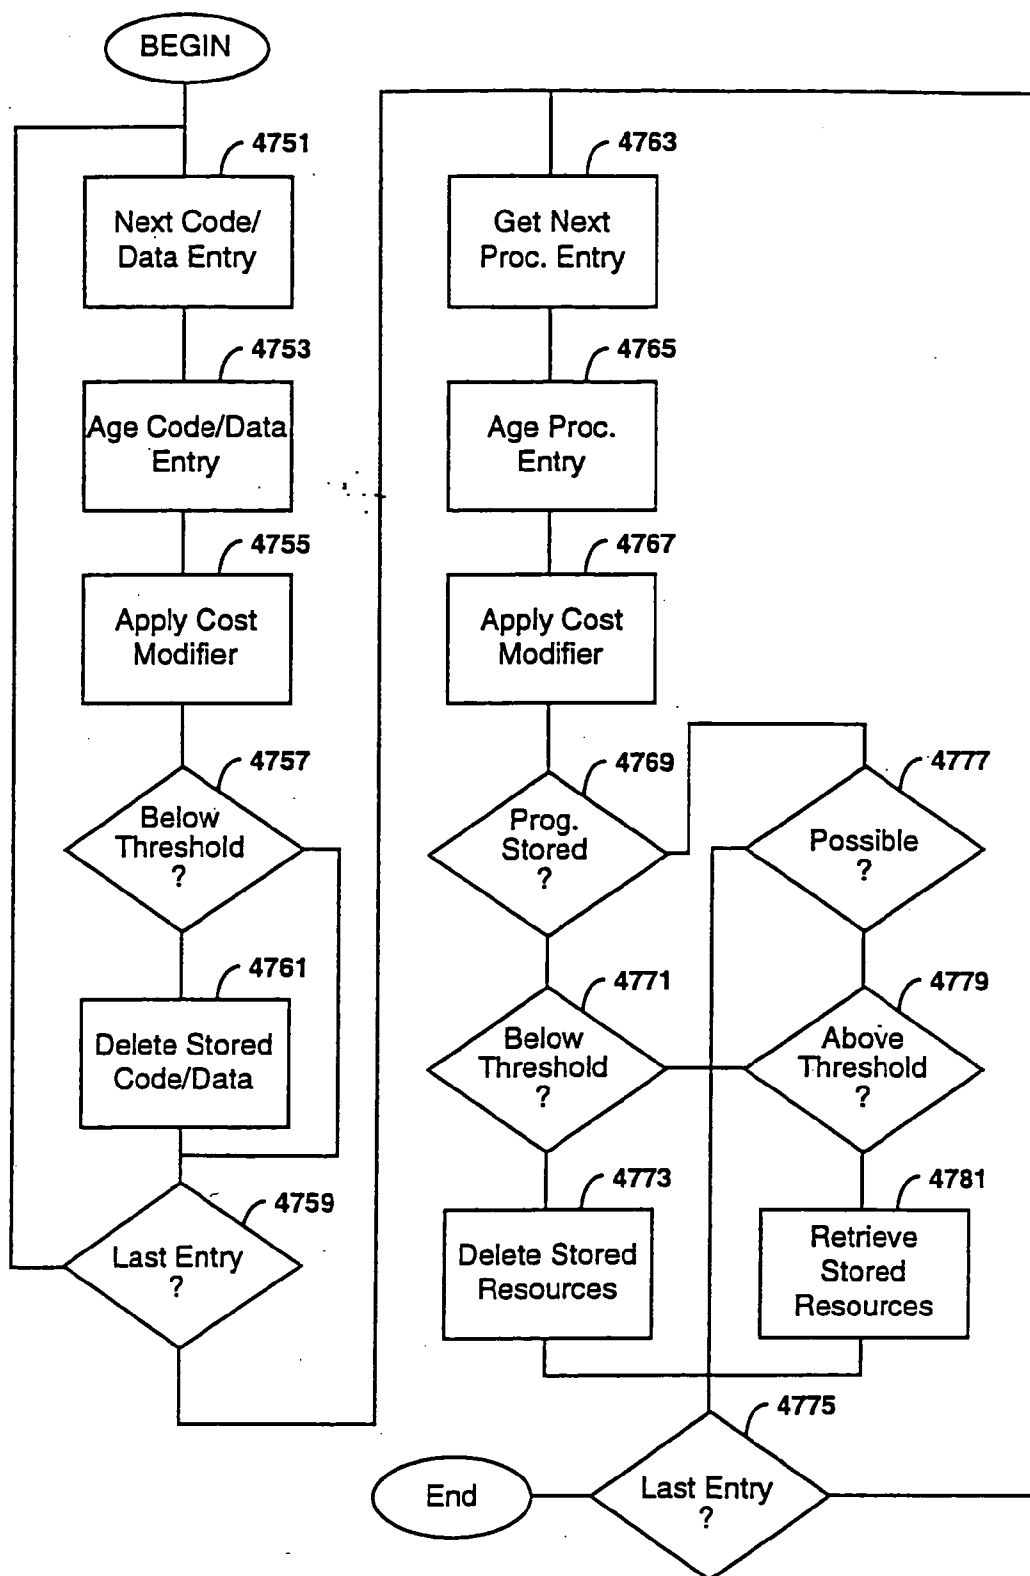 BEGIN
4751
Next Code/
Data Entry
4753
Age Code/Data
Entry
4755
Apply Cost
Modifier
4757
Below
Threshold
?
4761
Delete Stored
Code/Data
4759
Last Entry
?
4763
Get Next
Proc. Entry
4765
Age Proc.
Entry
4767
Apply Cost
Modifier
4769
Prog.
Stored
?
4777
Possible
?
4771
Below
Threshold
?
4779
Above
Threshold
?
4773
Delete Stored
Resources
4781
Retrieve
Stored
Resources
4775
Last Entry
?
End